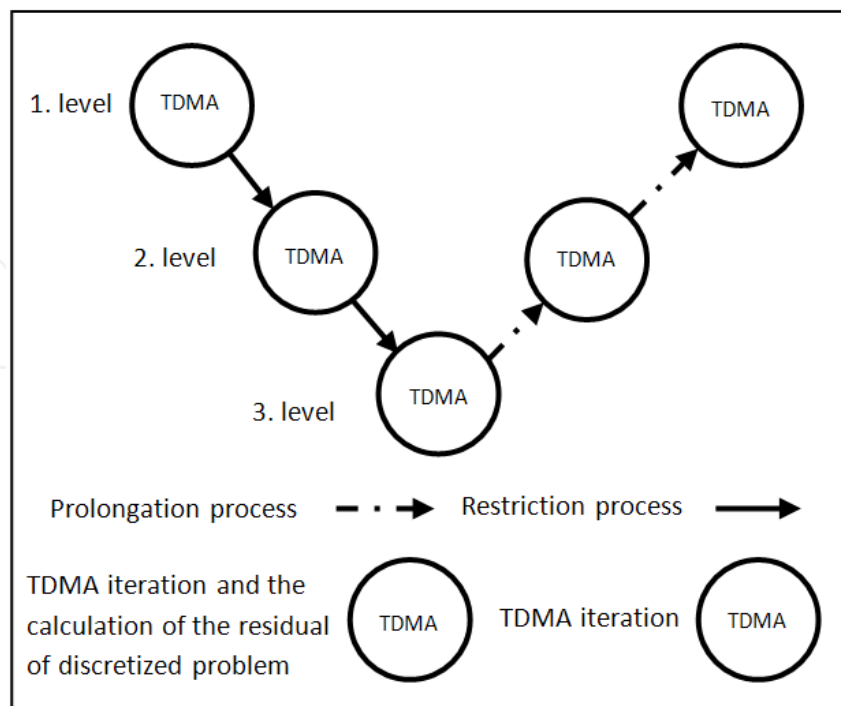 1. level
TDMA
TDMA
2. level
TDMA
TDMA
3. level
TDMA
Prolongation process
Restriction process
TDMA iteration and the
calculation of the residual
of discretized problem
TDMA
TDMA iteration
TDMA